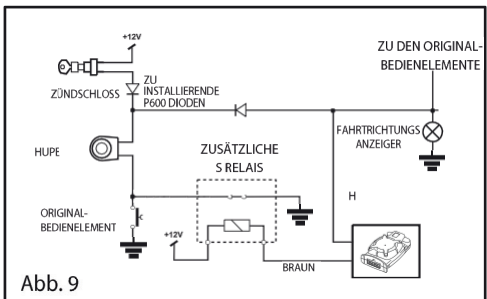 +12V
ZU DEN ORIGINAL-
BEDIENELEMENTE
ZÜNDSCHLOSS
ZU
INSTALLIERENDE
P600 DIODEN
HUPE
ZUSÄTZLICHE
S RELAIS
FAHRTRICHTUNGS
ANZEIGER
H
ORIGINAL-
BEDIENELEMENT
+12V
BRAUN
Abb. 9